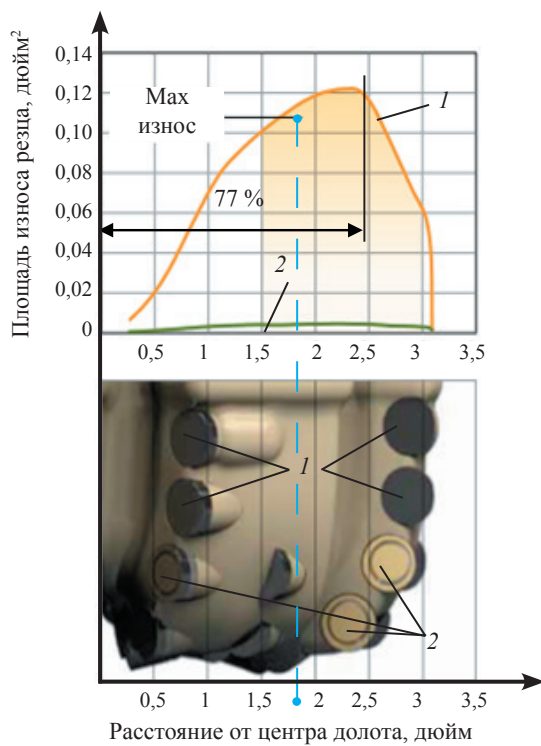 Площадь износа резца, дюйм²
0,14
0,12
0,10
0,08
0,06
0,04
0,02
0
Max
износ
1
77 %
2
0,5 1 1,5 2 2,5 3 3,5
1
2
0,5 1 1,5 2 2,5 3 3,5
Расстояние от центра долота, дюйм